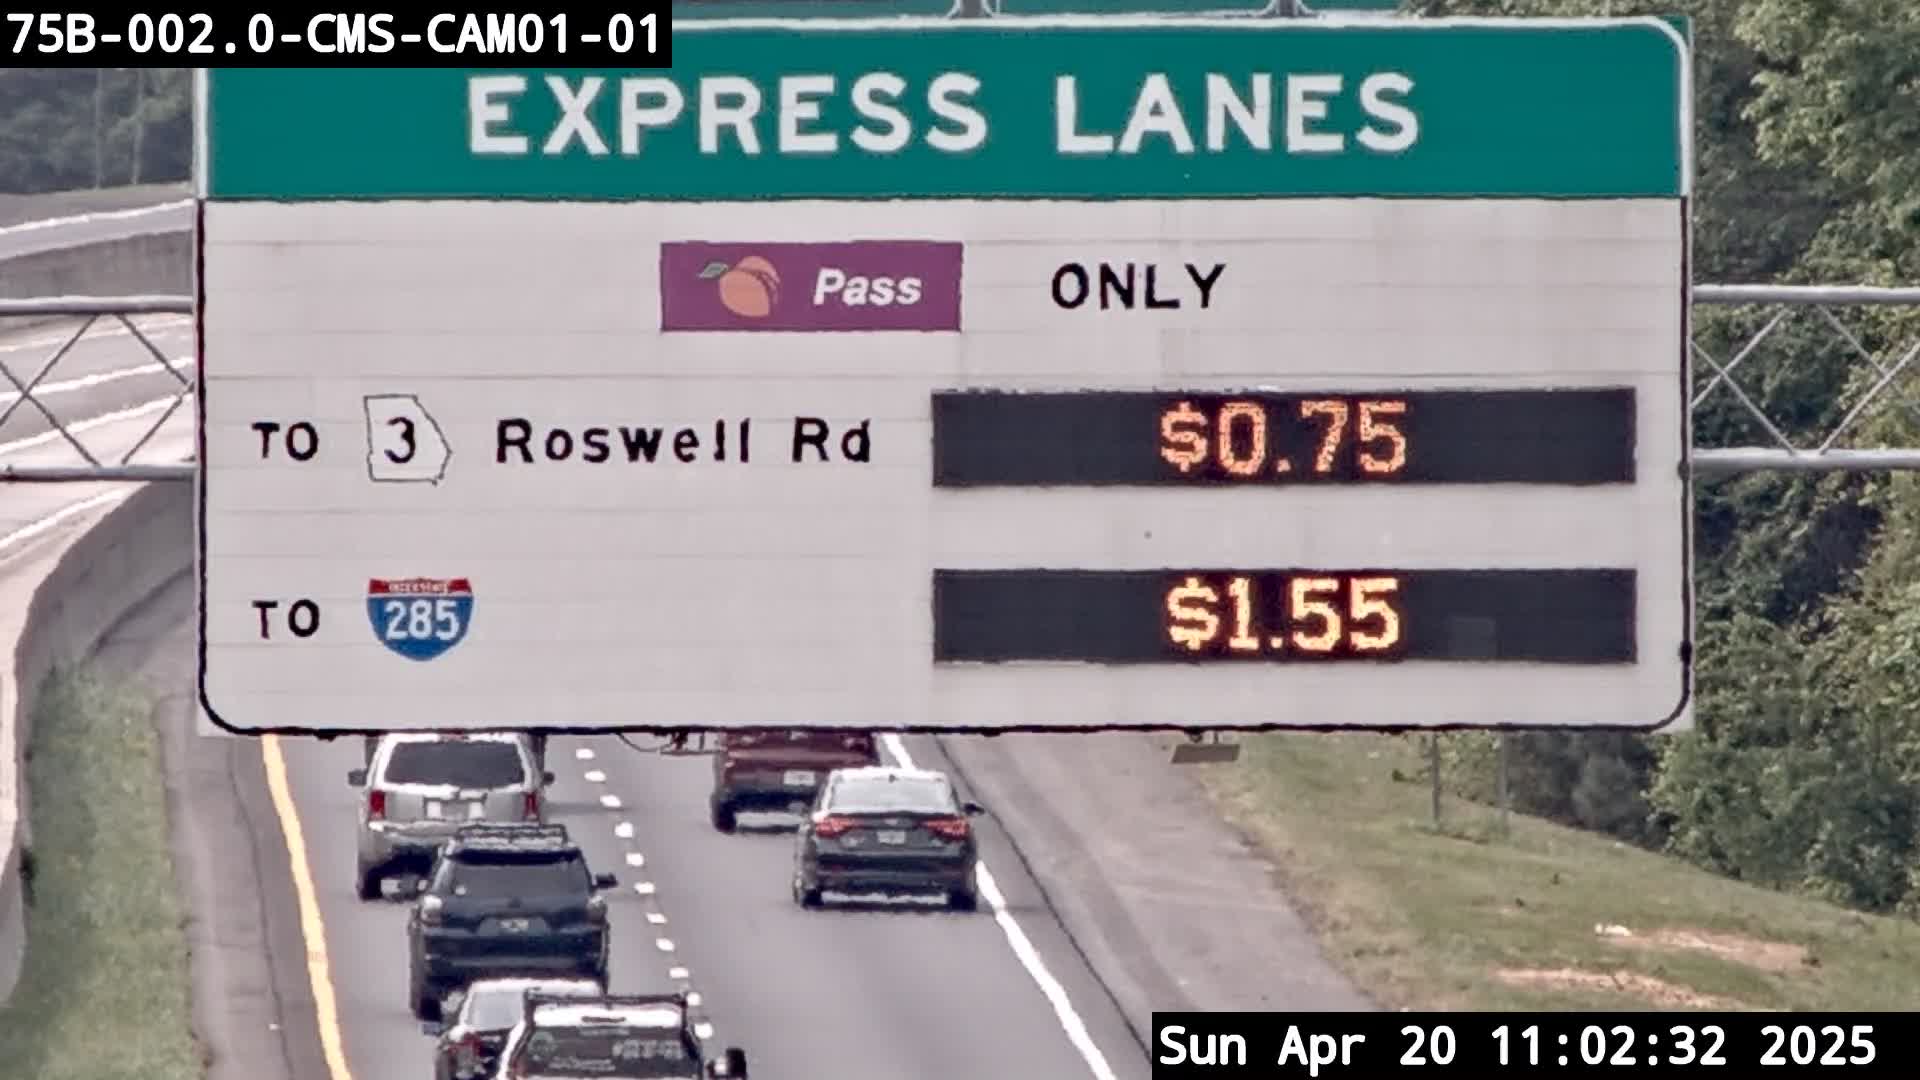 75B-002.0-CMS-CAM01-01
EXPRESS LANES
Pass ONLY
TO 3 Roswell Rd $0.75
INTERSTATE
TO 285 $1.55
Sun Apr 20 11:02:32 2025